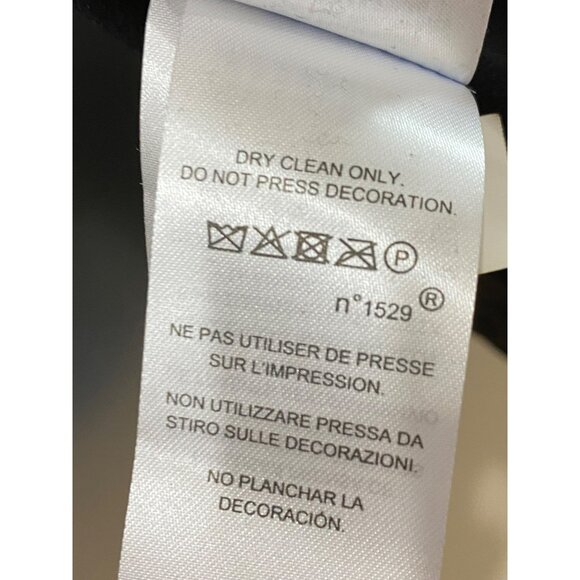 DRY CLEAN ONLY.
DO NOT PRESS DECORATION.
P
n°1529 ®
NE PAS UTILISER DE PRESSE
SUR L'IMPRESSION.
NON UTILIZZARE PRESSA DA
STIRO SULLE DECORAZIONI.
NO PLANCHAR LA
DECORACIÓN.